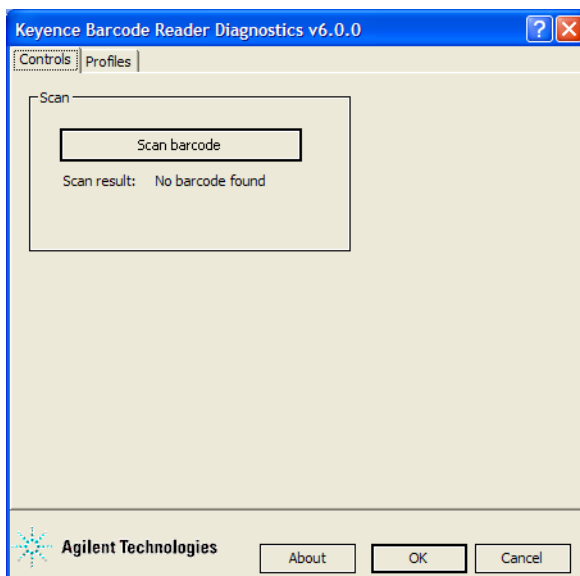 Keyence Barcode Reader Diagnostics v6.0.0 ?
Controls Profiles
Scan
Scan barcode
Scan result: No barcode found
Agilent Technologies
About OK Cancel